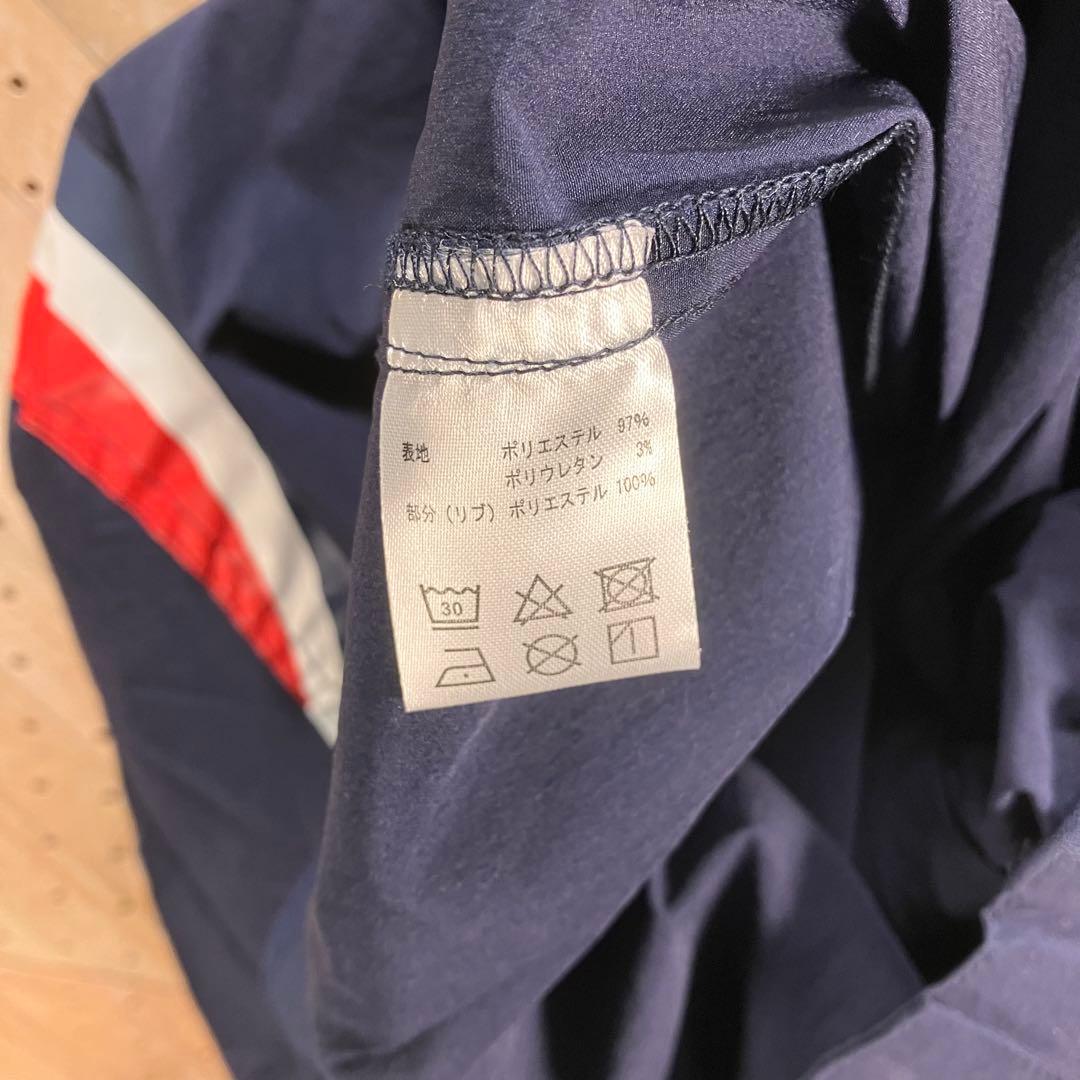 表地 ポリエステル 97%
ポリウレタン 3%
部分(リブ) ポリエステル 100%
30